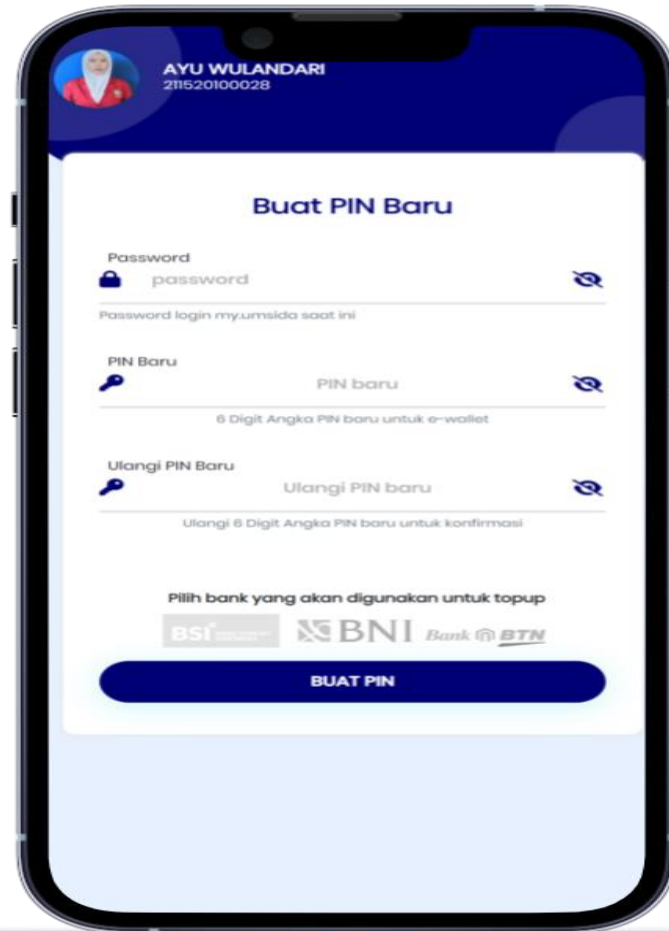 AYU WULANDARI
211520100028
Buat PIN Baru
Password
password
Password login my.umsida saat ini
PIN Baru
PIN baru
6 Digit Angka PIN baru untuk e-wallet
Ulangi PIN Baru
Ulangi PIN baru
Ulangi 6 Digit Angka PIN baru untuk konfirmasi
Pilih bank yang akan digunakan untuk topup
BSI BNI Bank BTN
BUAT PIN